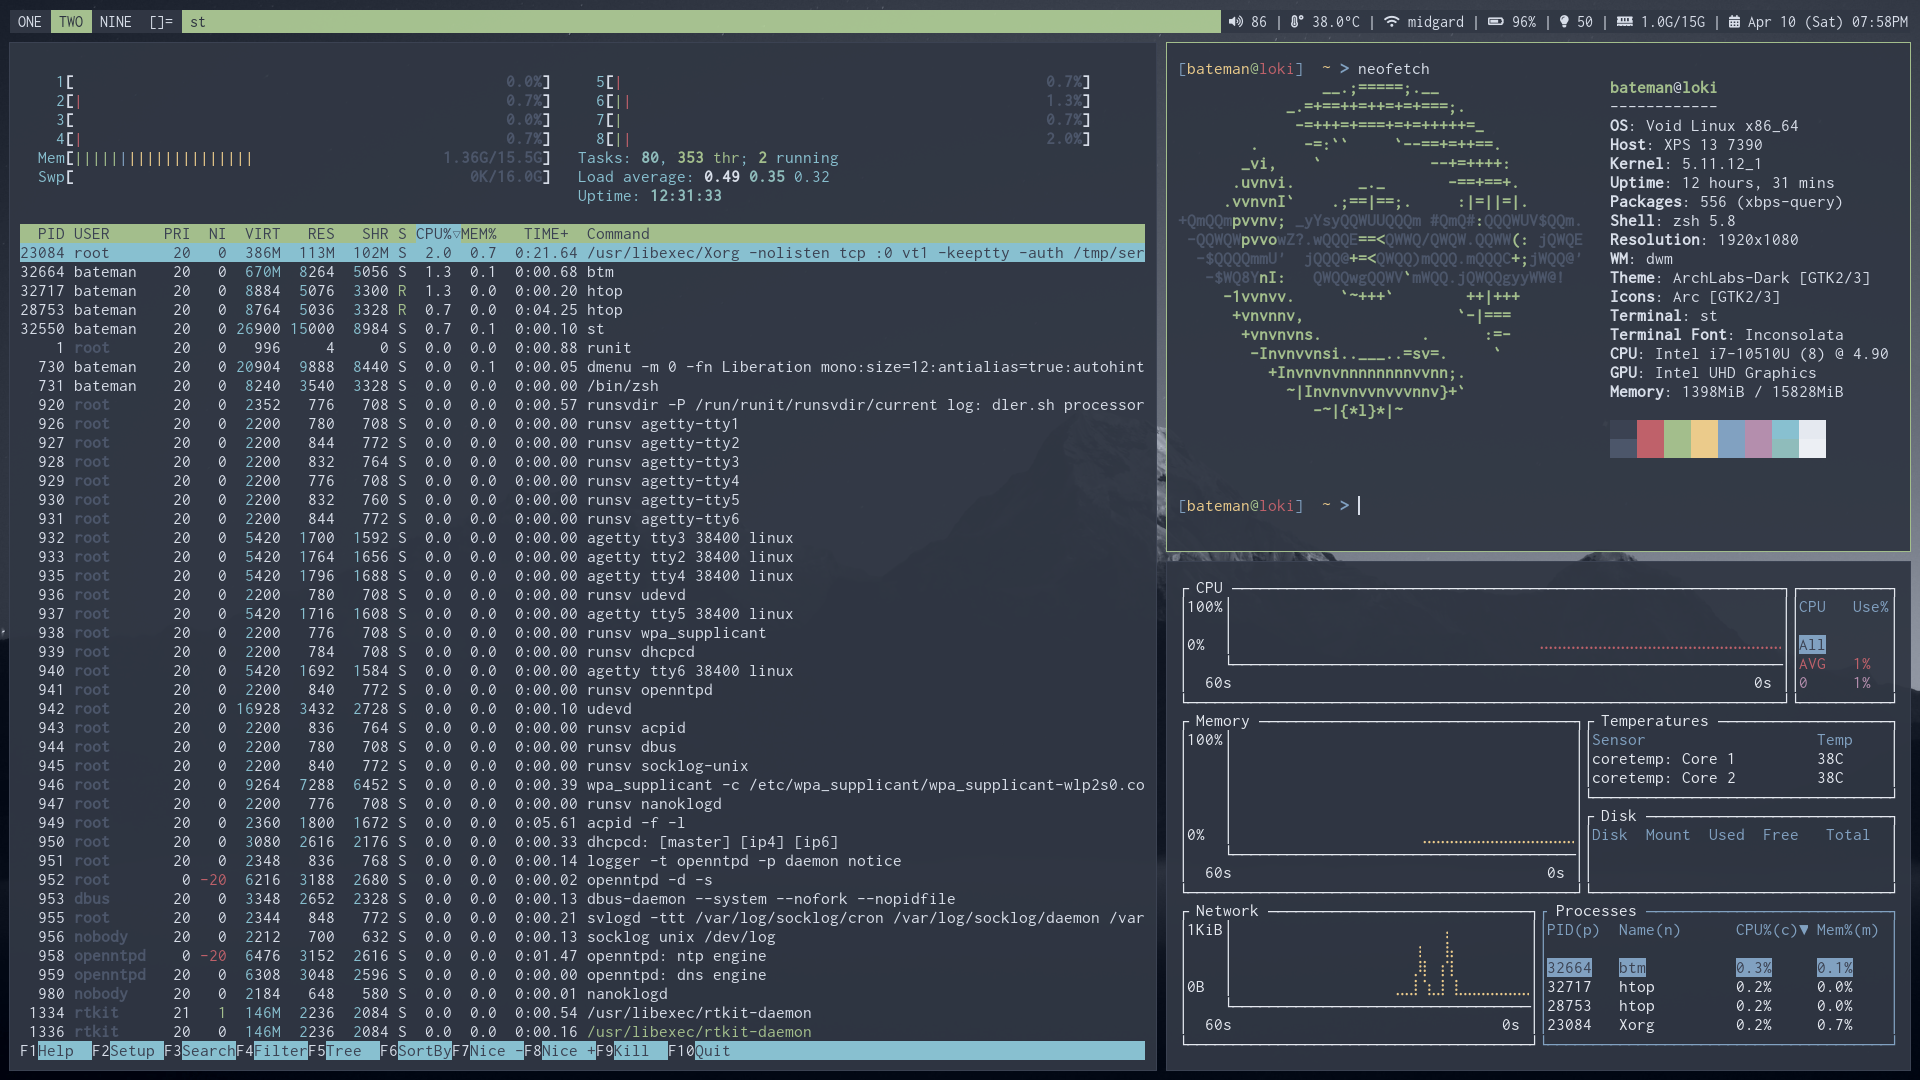 ONE TWO NINE []= st 86 | 38.0°C | midgard | 96% | 50 | 1.0G/15G | Apr 10 (Sat) 07:58PM
1[ 0.0%] 5[| 0.7%]
2[| 0.7%] 6[|| 1.3%]
3[ 0.0%] 7[| 0.7%]
4[| 0.7%] 8[|| 2.0%]
Mem[|||||||||||||||||||| 1.36G/15.5G] Tasks: 80, 353 thr; 2 running
Swp[ 0K/16.0G] Load average: 0.49 0.35 0.32
Uptime: 12:31:33
PID USER PRI NI VIRT RES SHR S CPU%▽MEM% TIME+ Command
23084 root 20 0 386M 113M 102M S 2.0 0.7 0:21.64 /usr/libexec/Xorg -nolisten tcp :0 vt1 -keeptty -auth /tmp/ser
32664 bateman 20 0 670M 8264 5056 S 1.3 0.1 0:00.68 btm
32717 bateman 20 0 8884 5076 3300 R 1.3 0.0 0:00.20 htop
28753 bateman 20 0 8764 5036 3328 R 0.7 0.0 0:04.25 htop
32550 bateman 20 0 26900 15000 8984 S 0.7 0.1 0:00.10 st
1 root 20 0 996 4 0 S 0.0 0.0 0:00.88 runit
730 bateman 20 0 20904 9888 8440 S 0.0 0.1 0:00.05 dmenu -m 0 -fn Liberation mono:size=12:antialias=true:autohint
731 bateman 20 0 8240 3540 3328 S 0.0 0.0 0:00.00 /bin/zsh
920 root 20 0 2352 776 708 S 0.0 0.0 0:00.57 runsvdir -P /run/runit/runsvdir/current log: dler.sh processor
926 root 20 0 2200 780 708 S 0.0 0.0 0:00.00 runsv agetty-tty1
927 root 20 0 2200 844 772 S 0.0 0.0 0:00.00 runsv agetty-tty2
928 root 20 0 2200 832 764 S 0.0 0.0 0:00.00 runsv agetty-tty3
929 root 20 0 2200 776 708 S 0.0 0.0 0:00.00 runsv agetty-tty4
930 root 20 0 2200 832 760 S 0.0 0.0 0:00.00 runsv agetty-tty5
931 root 20 0 2200 844 772 S 0.0 0.0 0:00.00 runsv agetty-tty6
932 root 20 0 5420 1700 1592 S 0.0 0.0 0:00.00 agetty tty3 38400 linux
933 root 20 0 5420 1764 1656 S 0.0 0.0 0:00.00 agetty tty2 38400 linux
935 root 20 0 5420 1796 1688 S 0.0 0.0 0:00.00 agetty tty4 38400 linux
936 root 20 0 2200 780 708 S 0.0 0.0 0:00.00 runsv udevd
937 root 20 0 5420 1716 1608 S 0.0 0.0 0:00.00 agetty tty5 38400 linux
938 root 20 0 2200 776 708 S 0.0 0.0 0:00.00 runsv wpa_supplicant
939 root 20 0 2200 784 708 S 0.0 0.0 0:00.00 runsv dhcpcd
940 root 20 0 5420 1692 1584 S 0.0 0.0 0:00.00 agetty tty6 38400 linux
941 root 20 0 2200 840 772 S 0.0 0.0 0:00.00 runsv openntpd
942 root 20 0 16928 3432 2728 S 0.0 0.0 0:00.10 udevd
943 root 20 0 2200 836 764 S 0.0 0.0 0:00.00 runsv acpid
944 root 20 0 2200 780 708 S 0.0 0.0 0:00.00 runsv dbus
945 root 20 0 2200 840 772 S 0.0 0.0 0:00.00 runsv socklog-unix
946 root 20 0 9264 7288 6452 S 0.0 0.0 0:00.39 wpa_supplicant -c /etc/wpa_supplicant/wpa_supplicant-wlp2s0.co
947 root 20 0 2200 776 708 S 0.0 0.0 0:00.00 runsv nanoklogd
949 root 20 0 2360 1800 1672 S 0.0 0.0 0:05.61 acpid -f -l
950 root 20 0 3080 2616 2176 S 0.0 0.0 0:00.33 dhcpcd: [master] [ip4] [ip6]
951 root 20 0 2348 836 768 S 0.0 0.0 0:00.14 logger -t openntpd -p daemon notice
952 root 0 -20 6216 3188 2680 S 0.0 0.0 0:00.02 openntpd -d -s
953 dbus 20 0 3348 2652 2328 S 0.0 0.0 0:00.13 dbus-daemon --system --nofork --nopidfile
955 root 20 0 2344 848 772 S 0.0 0.0 0:00.21 svlogd -ttt /var/log/socklog/cron /var/log/socklog/daemon /var
956 nobody 20 0 2212 700 632 S 0.0 0.0 0:00.13 socklog unix /dev/log
958 openntpd 0 -20 6476 3152 2616 S 0.0 0.0 0:01.47 openntpd: ntp engine
959 openntpd 20 0 6308 3048 2596 S 0.0 0.0 0:00.00 openntpd: dns engine
980 nobody 20 0 2184 648 580 S 0.0 0.0 0:00.01 nanoklogd
1334 rtkit 21 1 146M 2236 2084 S 0.0 0.0 0:00.54 /usr/libexec/rtkit-daemon
1336 rtkit 20 0 146M 2236 2084 S 0.0 0.0 0:00.16 /usr/libexec/rtkit-daemon
F1Help F2Setup F3SearchF4FilterF5Tree F6SortByF7Nice -F8Nice +F9Kill F10Quit
[bateman@loki] ~ > neofetch
bateman@loki
------------
OS: Void Linux x86_64
Host: XPS 13 7390
Kernel: 5.11.12_1
Uptime: 12 hours, 31 mins
Packages: 556 (xbps-query)
Shell: zsh 5.8
Resolution: 1920x1080
WM: dwm
Theme: ArchLabs-Dark [GTK2/3]
Icons: Arc [GTK2/3]
Terminal: st
Terminal Font: Inconsolata
CPU: Intel i7-10510U (8) @ 4.90
GPU: Intel UHD Graphics
Memory: 1398MiB / 15828MiB
[bateman@loki] ~ >
CPU
100% CPU Use%
0% All
AVG 1%
60s 0s 0 1%
Memory
100%
0%
60s 0s
Temperatures
Sensor Temp
coretemp: Core 1 38C
coretemp: Core 2 38C
Disk
Disk Mount Used Free Total
Network
1KiB
0B
60s 0s
Processes
PID(p) Name(n) CPU%(c)▼ Mem%(m)
32664 btm 0.3% 0.1%
32717 htop 0.2% 0.0%
28753 htop 0.2% 0.0%
23084 Xorg 0.2% 0.7%